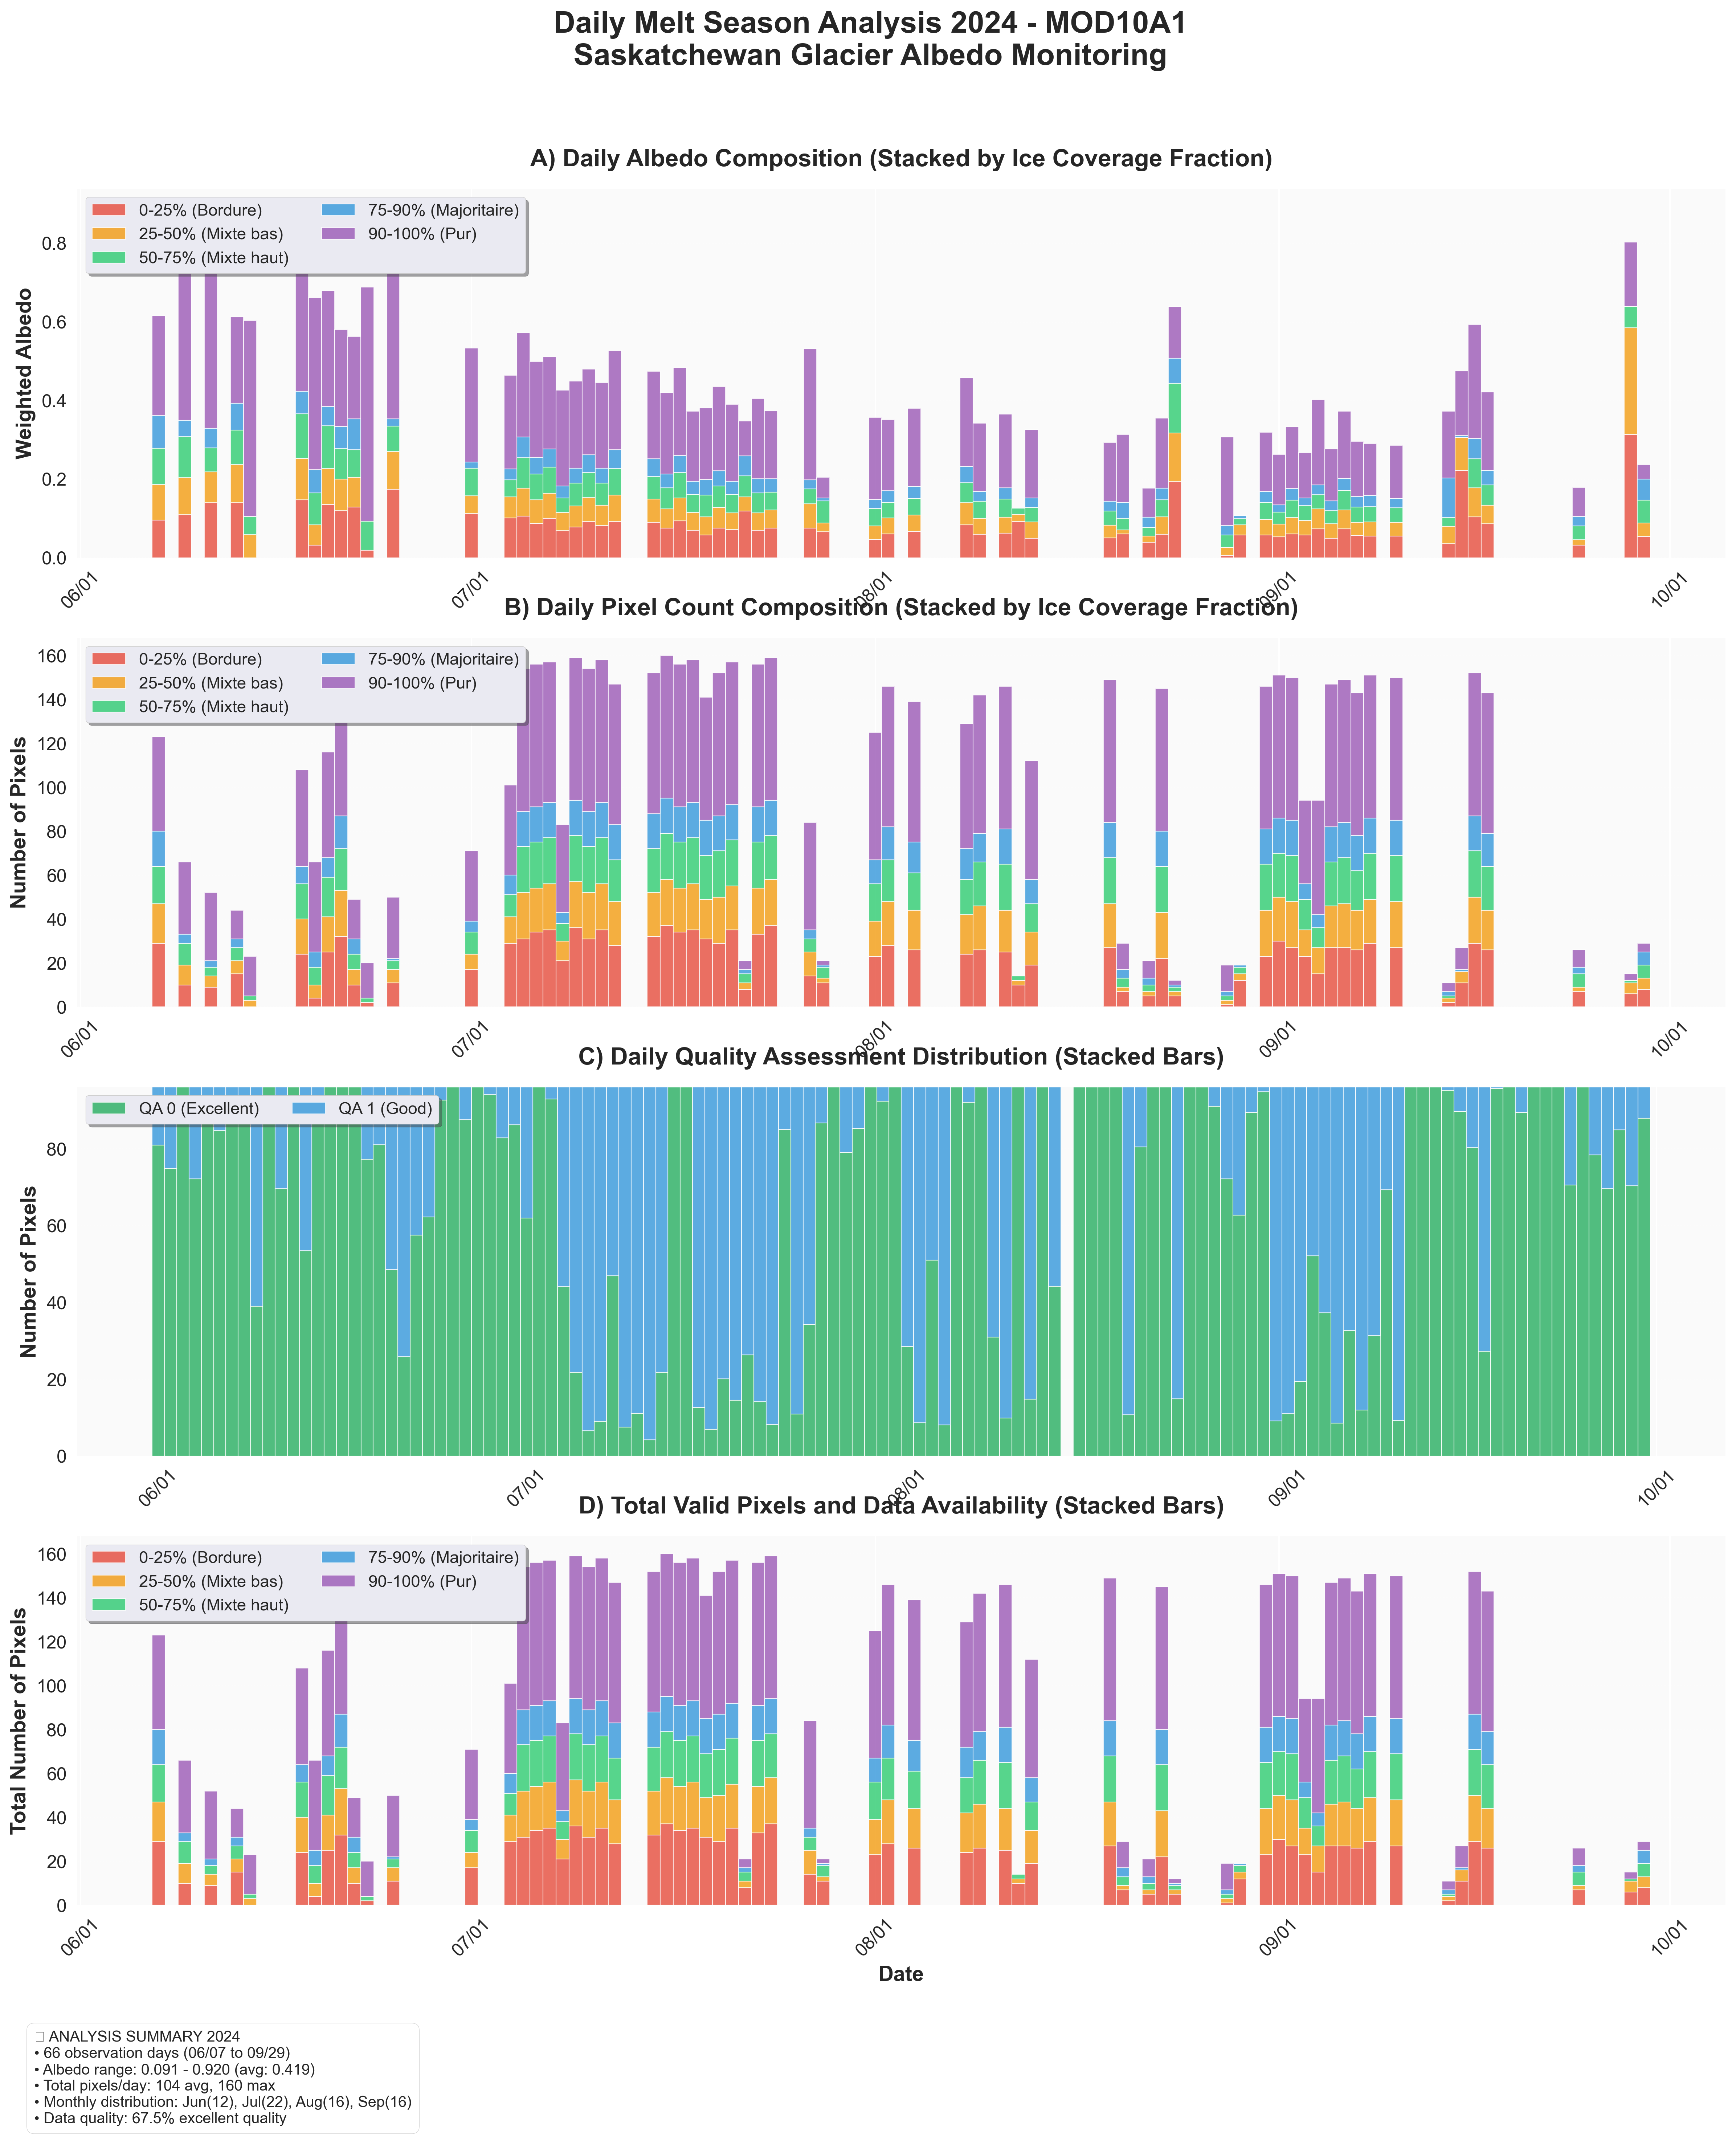 Daily Melt Season Analysis 2024 - MOD10A1
Saskatchewan Glacier Albedo Monitoring
A) Daily Albedo Composition (Stacked by Ice Coverage Fraction)
0-25% (Bordure)
25-50% (Mixte bas)
50-75% (Mixte haut)
75-90% (Majoritaire)
90-100% (Pur)
Weighted Albedo
0.8
0.6
0.4
0.2
0.0
06/01
07/01
08/01
09/01
10/01
B) Daily Pixel Count Composition (Stacked by Ice Coverage Fraction)
0-25% (Bordure)
25-50% (Mixte bas)
50-75% (Mixte haut)
75-90% (Majoritaire)
90-100% (Pur)
Number of Pixels
160
140
120
100
80
60
40
20
0
06/01
07/01
08/01
09/01
10/01
C) Daily Quality Assessment Distribution (Stacked Bars)
QA 0 (Excellent)
QA 1 (Good)
Number of Pixels
80
60
40
20
0
06/01
07/01
08/01
09/01
10/01
D) Total Valid Pixels and Data Availability (Stacked Bars)
0-25% (Bordure)
25-50% (Mixte bas)
50-75% (Mixte haut)
75-90% (Majoritaire)
90-100% (Pur)
Total Number of Pixels
160
140
120
100
80
60
40
20
0
06/01
07/01
08/01
09/01
10/01
Date
ANALYSIS SUMMARY 2024
• 66 observation days (06/07 to 09/29)
• Albedo range: 0.091 - 0.920 (avg: 0.419)
• Total pixels/day: 104 avg, 160 max
• Monthly distribution: Jun(12), Jul(22), Aug(16), Sep(16)
• Data quality: 67.5% excellent quality